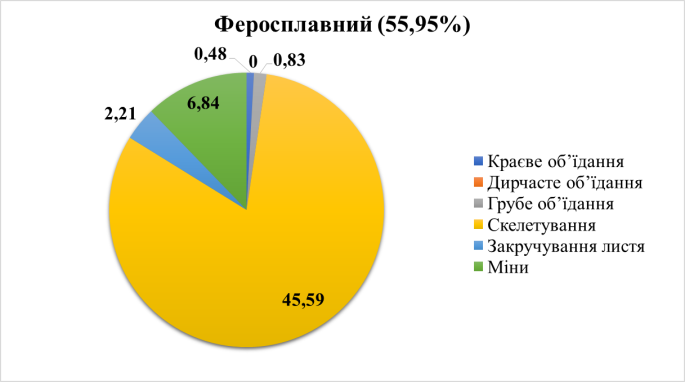 Феросплавний (55,95%)
0,48
0
0,83
2,21
6,84
45,59
Краєве об’їдання
Дирчасте об’їдання
Грубе об’їдання
Скелетування
Закручування листя
Міни